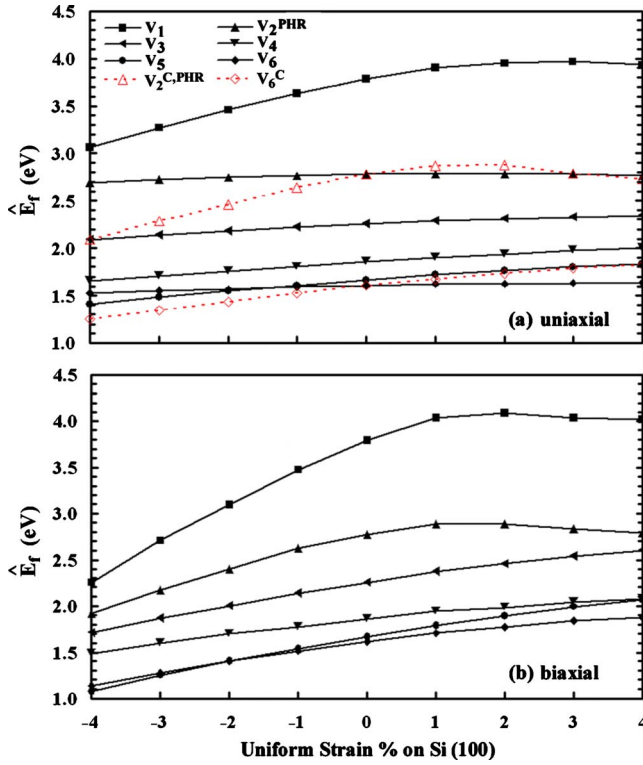 V1 V2PHR
V3 V4
V5 V6
V2C,PHR V6C
4.5
4.0
3.5
3.0
2.5
2.0
1.5
1.0
Êf (eV)
(a) uniaxial
4.5
4.0
3.5
3.0
2.5
2.0
1.5
1.0
Êf (eV)
(b) biaxial
-4 -3 -2 -1 0 1 2 3 4
Uniform Strain % on Si (100)